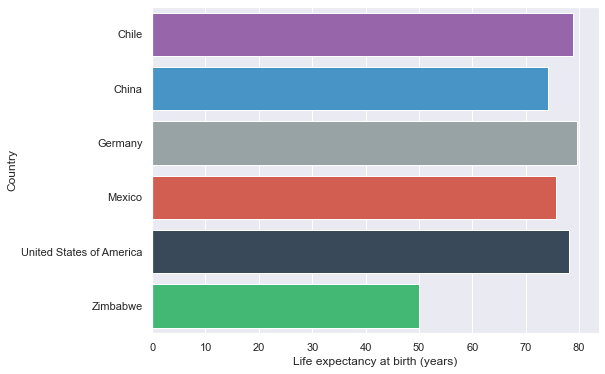 Chile
China
Germany
Mexico
United States of America
Zimbabwe
Country
0 10 20 30 40 50 60 70 80
Life expectancy at birth (years)